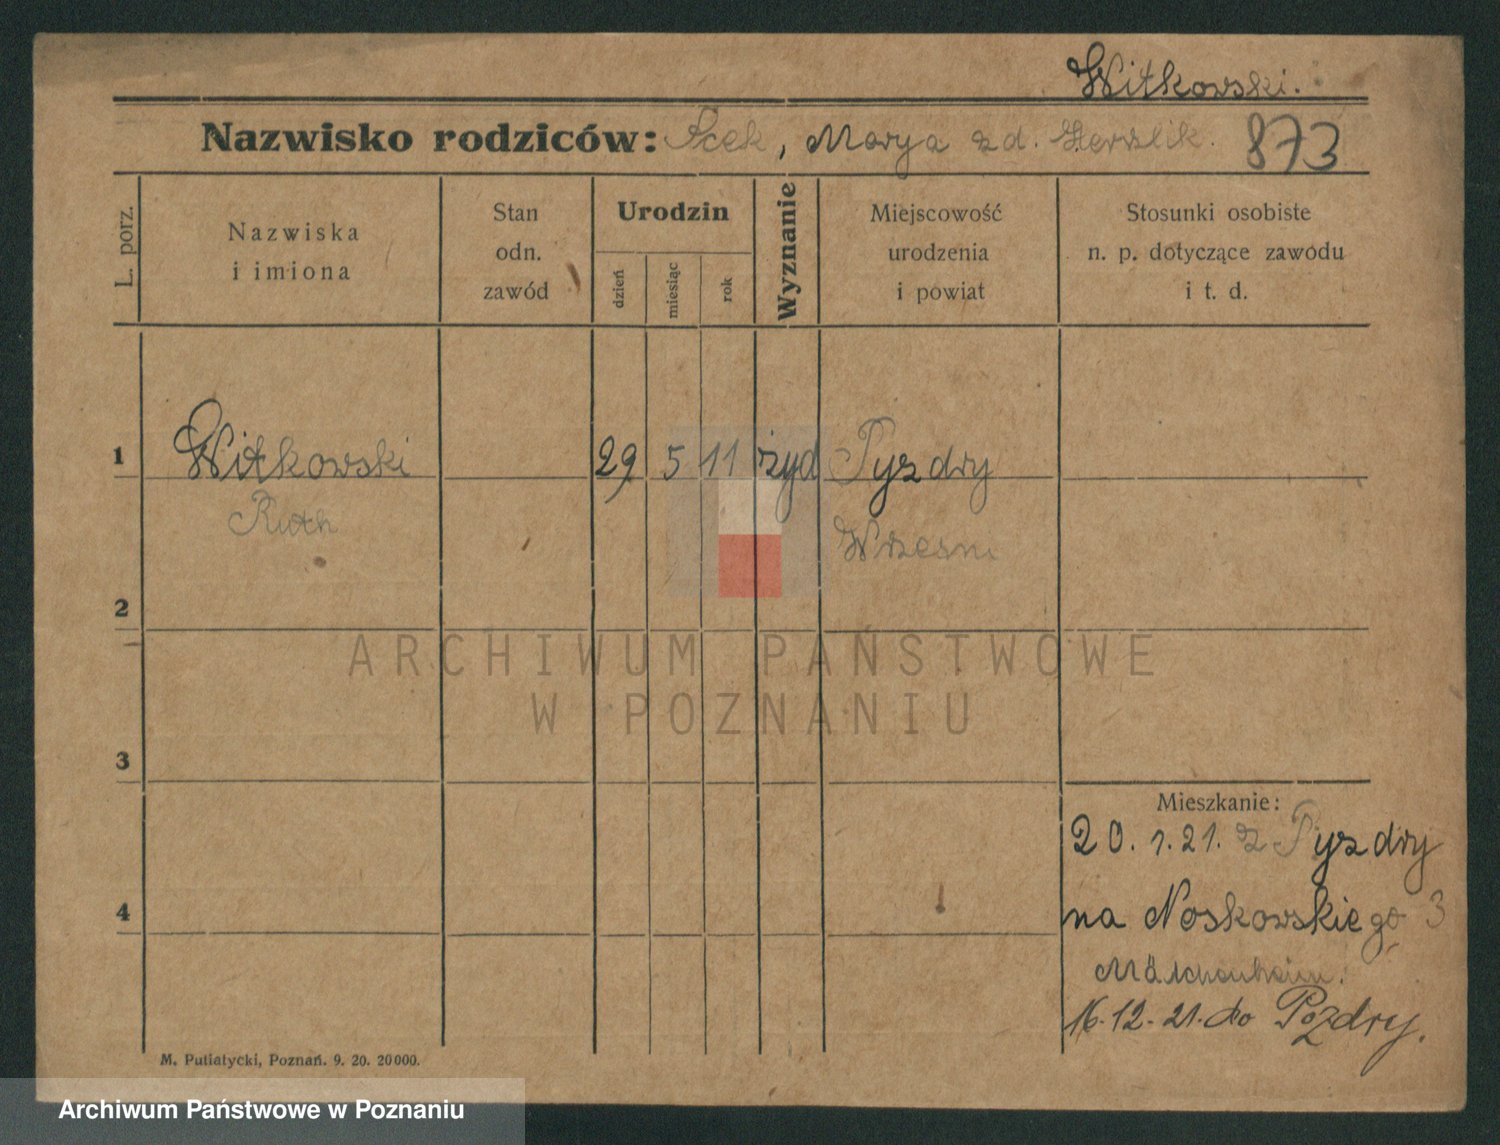 Witkowski.
Nazwisko rodziców: Icek, Marya z d. Herzlik. 873
L. porz.
Nazwiska
i imiona
Stan
odn.
zawód
Urodzin
dzień
miesiąc
rok
Wyznanie
Miejscowość
urodzenia
i powiat
Stosunki osobiste
n. p. dotyczące zawodu
i t. d.
1 Witkowski 29 5 11 żyd Pyzdry
Ruth Wrześni
2
3
4
Mieszkanie:
20. 1. 21. z Pyzdry
na Noskowskiego 3
16-12-21. do Pyzdry.
M. Putiatycki, Poznań. 9. 20. 20000.
ARCHIWUM PAŃSTWOWE
W POZNANIU
Archiwum Państwowe w Poznaniu